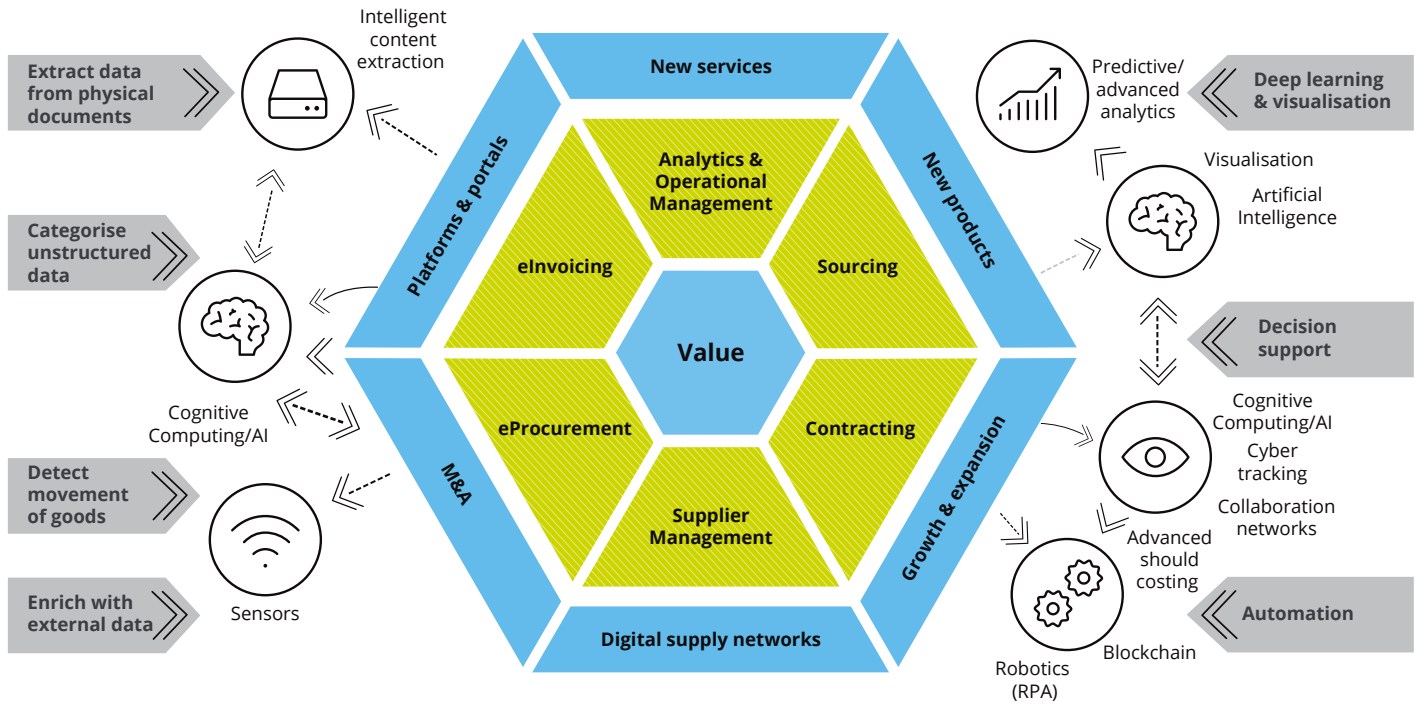 Extract data
from physical
documents
Categorise
unstructured
data
Detect
movement
of goods
Enrich with
external data
Intelligent
content
extraction
Cognitive
Computing/AI
Sensors
Platforms & portals
New services
New products
M&A
Digital supply networks
Growth & expansion
Analytics &
Operational
Management
eInvoicing
Sourcing
Value
eProcurement
Contracting
Supplier
Management
Predictive/
advanced
analytics
Visualisation
Artificial
Intelligence
Cognitive
Computing/AI
Cyber
tracking
Collaboration
networks
Advanced
should
costing
Blockchain
Robotics
(RPA)
Deep learning
& visualisation
Decision
support
Automation